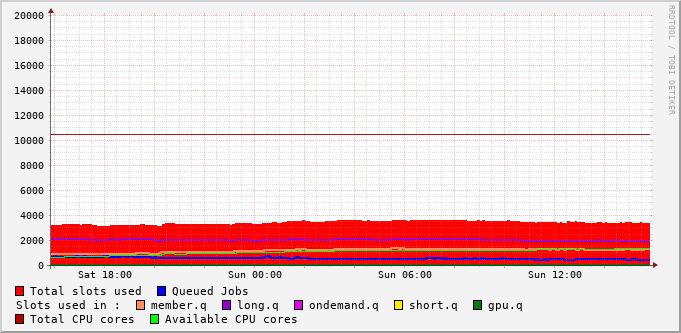 20000
18000
16000
14000
12000
10000
8000
6000
4000
2000
0
Sat 18:00 Sun 00:00 Sun 06:00 Sun 12:00
Total slots used Queued Jobs
Slots used in : member.q long.q ondemand.q short.q gpu.q
Total CPU cores Available CPU cores
RRDTOOL / TOBI OETIKER